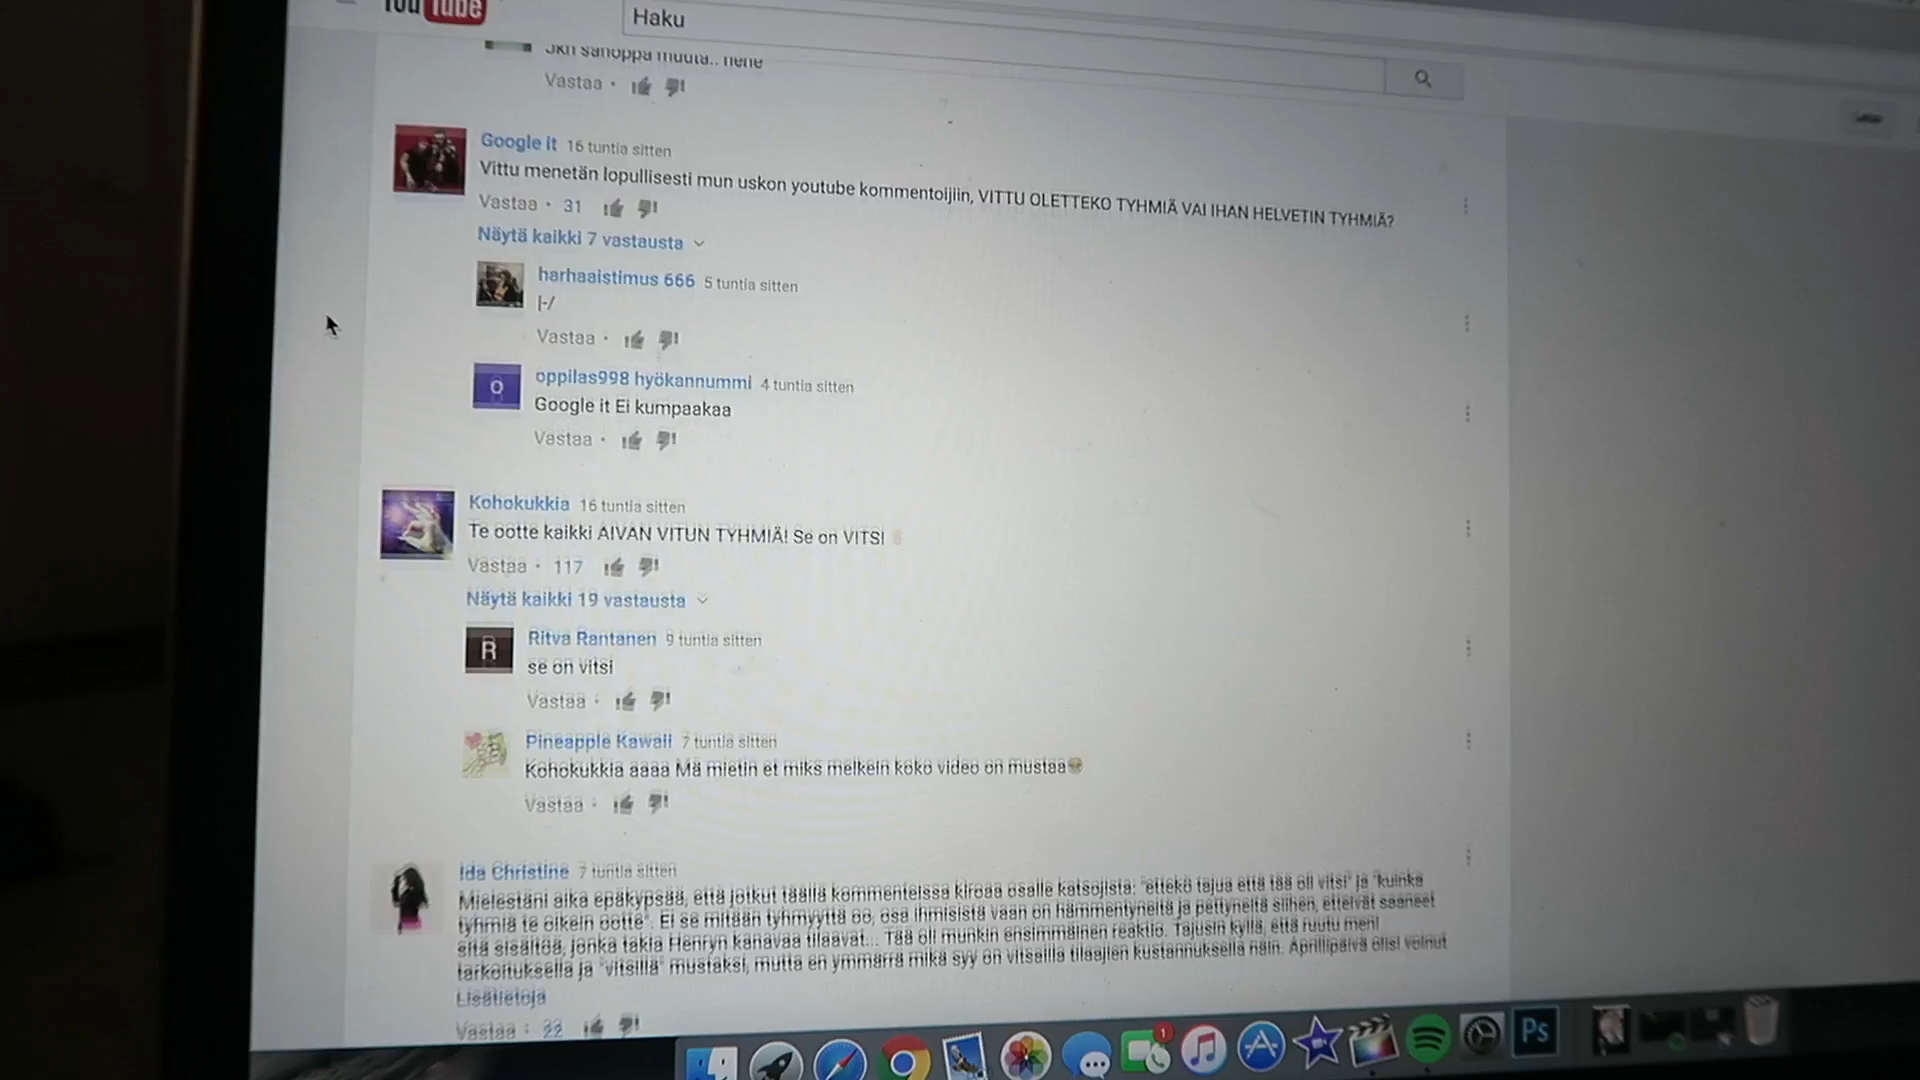 YouTube
Haku
Jkn sanoppa muuta.. hehe
Vastaa •
Google it 16 tuntia sitten
Vittu menetän lopullisesti mun uskon youtube kommentoijiin, VITTU OLETTEKO TYHMIÄ VAI IHAN HELVETIN TYHMIÄ?
Vastaa • 31
Näytä kaikki 7 vastausta
harhaaistimus 666 5 tuntia sitten
|-/
Vastaa •
O
oppilas998 hyökannummi 4 tuntia sitten
Google it Ei kumpaakaa
Vastaa •
Kohokukkia 16 tuntia sitten
Te ootte kaikki AIVAN VITUN TYHMIÄ! Se on VITSI
Vastaa • 117
Näytä kaikki 19 vastausta
R
Ritva Rantanen 9 tuntia sitten
se on vitsi
Vastaa •
Pineapple Kawaii 7 tuntia sitten
Kohokukkia aaaa Mä mietin et miks melkein koko video on mustaa
Vastaa •
Ida Christine 7 tuntia sitten
Mielestäni aika epäkypsää, että jotkut täällä kommenteissa kiroaa osalle katsojista: "ettekö tajua että tää oli vitsi" ja "kuinka
tyhmiä te oikein ootte". Ei se mitään tyhmyyttä oo, osa ihmisistä vaan on hämmentyneitä ja pettyneitä siihen, etteivät saaneet
sitä sisältöä, jonka takia Henryn kanavaa tilaavat... Tää oli munkin ensimmäinen reaktio. Tajusin kyllä, että ruutu meni
tarkoituksella ja "vitsillä" mustaksi, mutta en ymmärrä mikä syy on vitsailla tilaajien kustannuksella näin. Aprillipäivä olisi voinut
Lisätietoja
Vastaa • 22
1
Ps